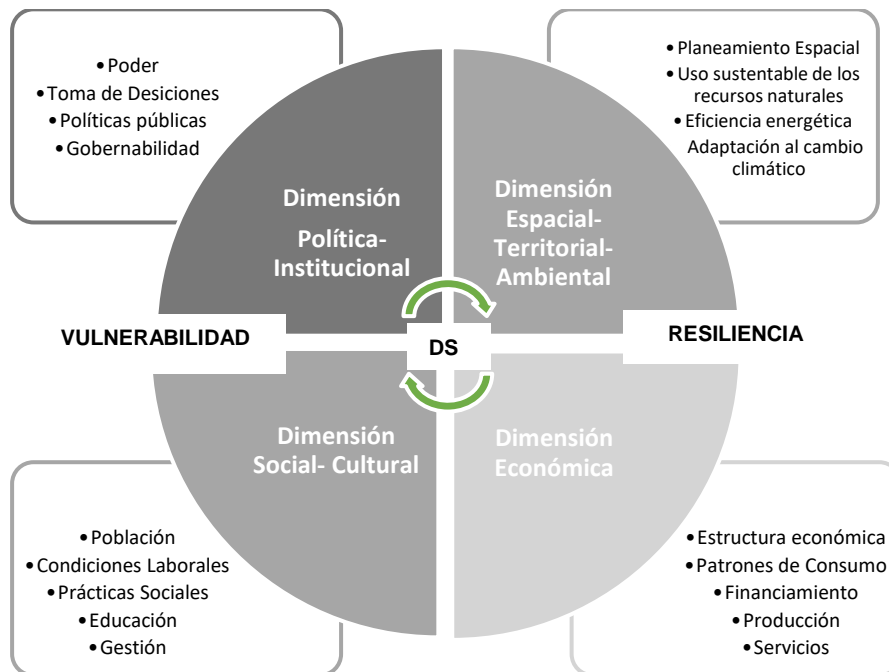 •Poder
•Toma de Desiciones
•Políticas públicas
•Gobernabilidad
•Planeamiento Espacial
•Uso sustentable de los
recursos naturales
•Eficiencia energética
Adaptación al cambio
climático
Dimensión
Política-
Institucional
Dimensión
Espacial-
Territorial-
Ambiental
VULNERABILIDAD
DS
RESILIENCIA
Dimensión
Social- Cultural
Dimensión
Económica
•Población
•Condiciones Laborales
•Prácticas Sociales
•Educación
•Gestión
•Estructura económica
•Patrones de Consumo
•Financiamiento
•Producción
•Servicios